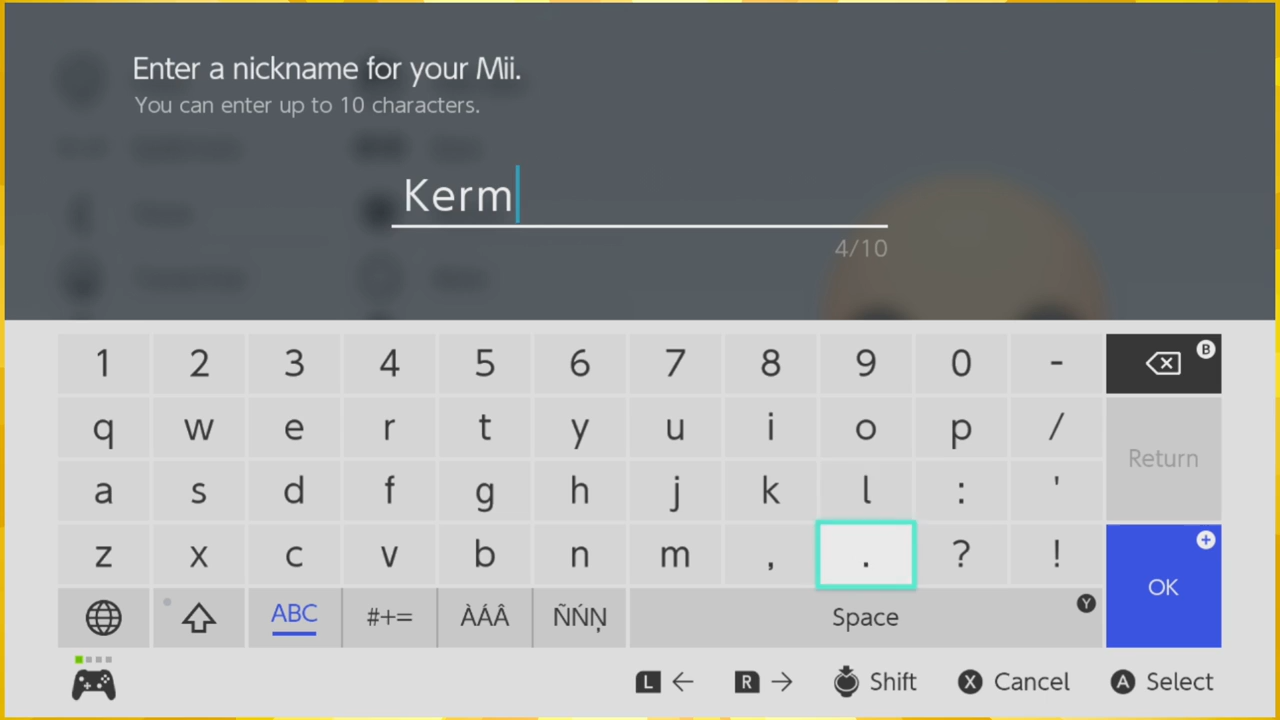 Enter a nickname for your Mii.
You can enter up to 10 characters.
Kerm
4/10
1 2 3 4 5 6 7 8 9 0 - B
q w e r t y u i o p /
Return
a s d f g h j k l : '
z x c v b n m , . ? ! +
OK
ABC #+= ÀÁÂ ÑŃŅ Space Y
L ← R → Shift X Cancel A Select